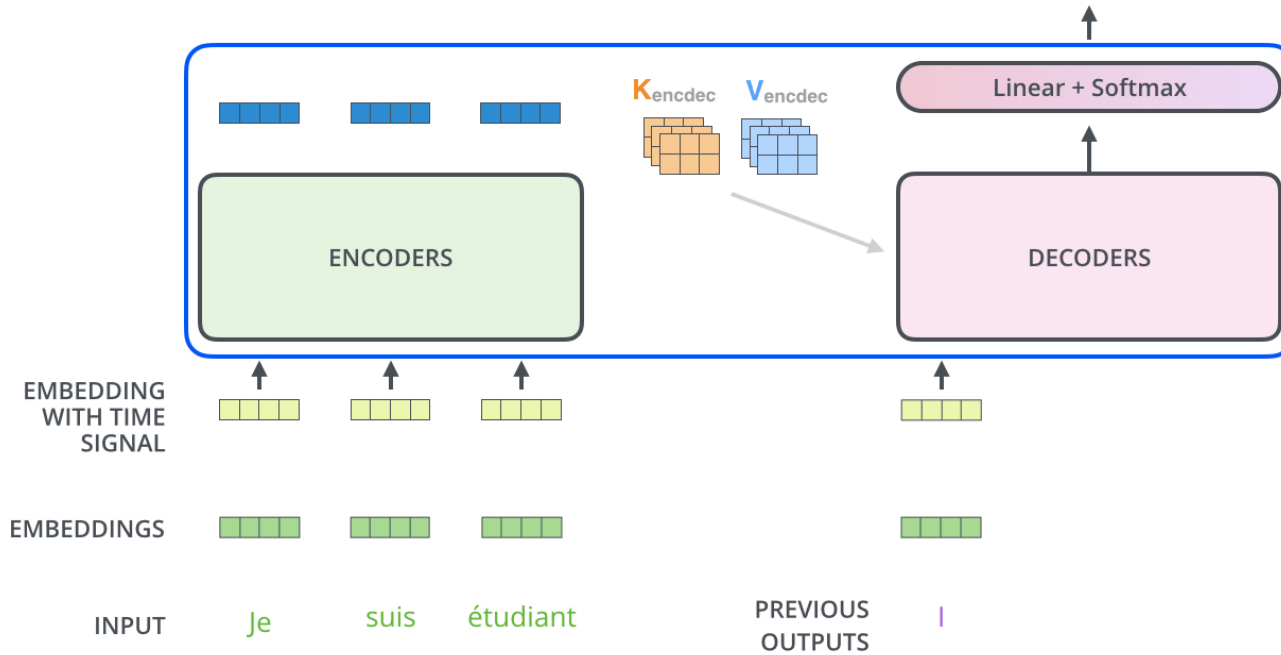 Kencdec
Vencdec
Linear + Softmax
ENCODERS
DECODERS
EMBEDDING
WITH TIME
SIGNAL
EMBEDDINGS
INPUT
Je
suis
étudiant
PREVIOUS
OUTPUTS
I